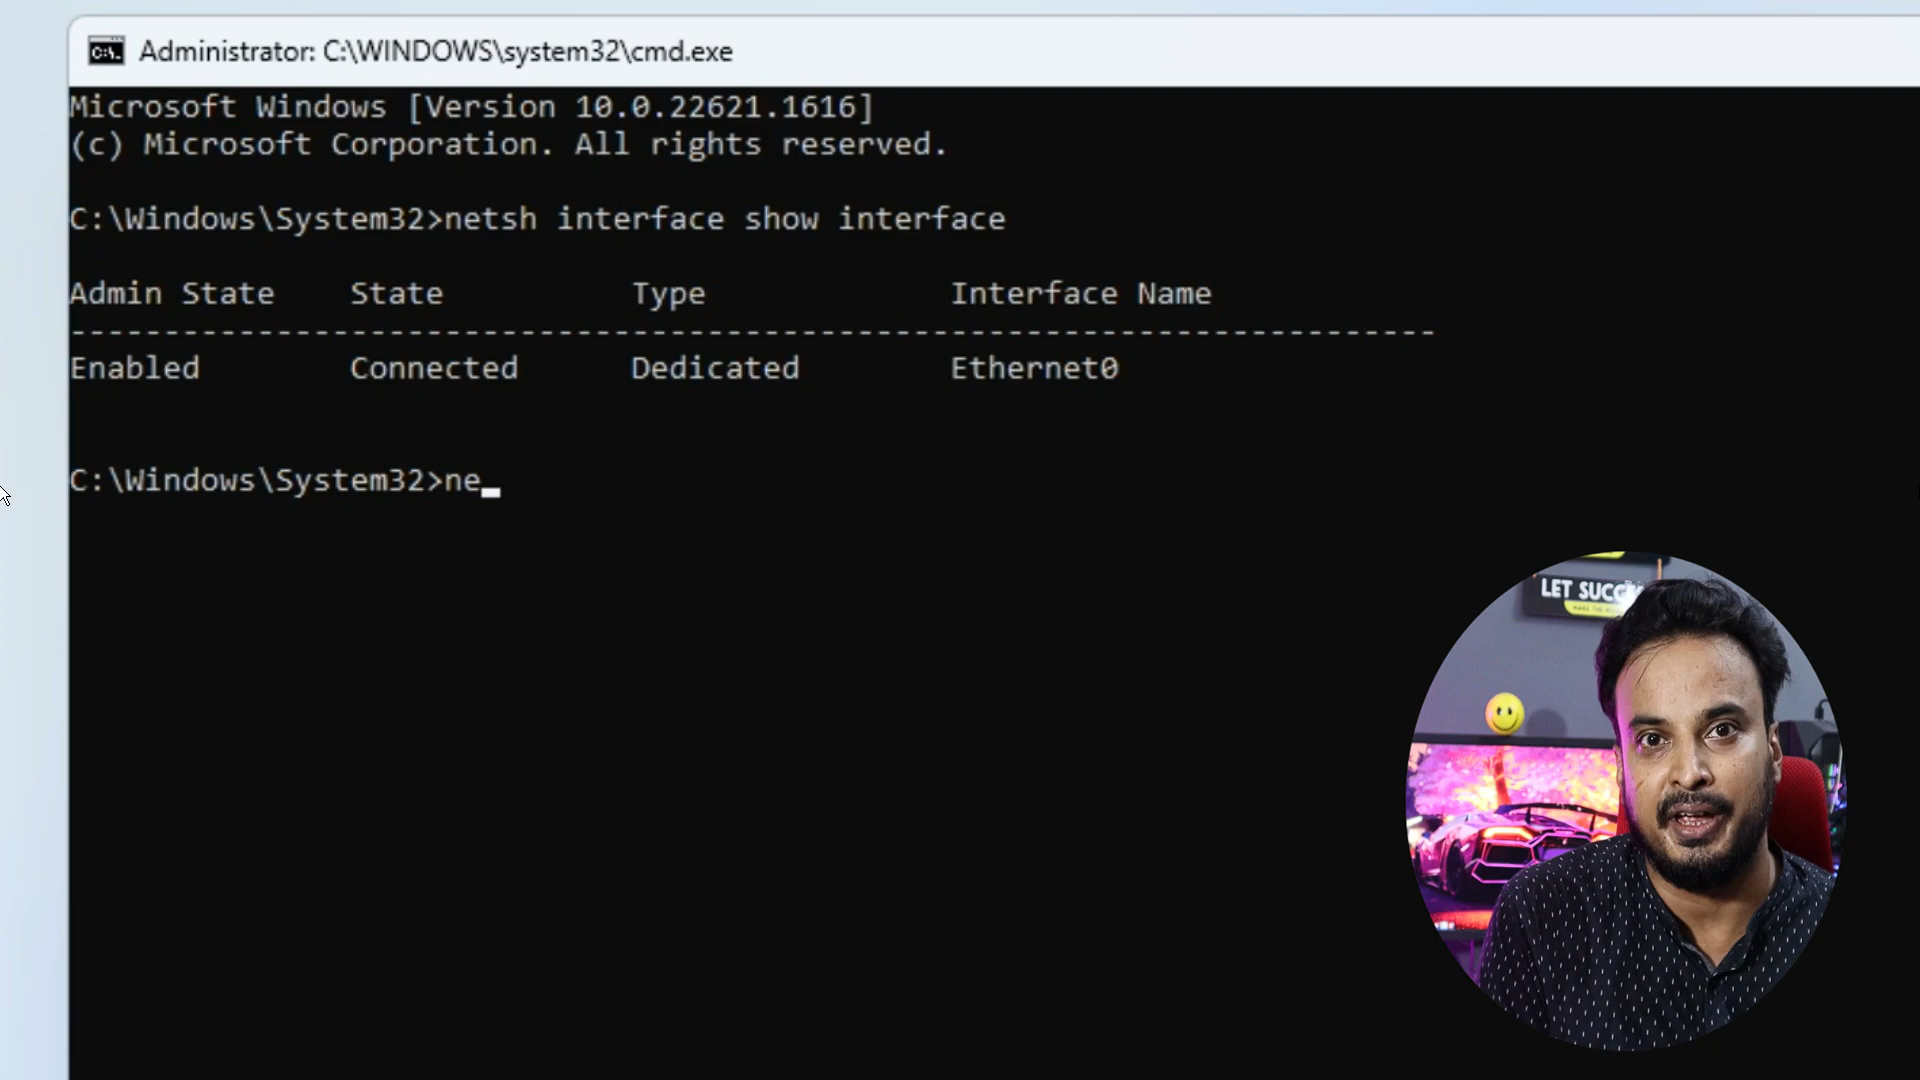 Administrator: C:\WINDOWS\system32\cmd.exe
Microsoft Windows [Version 10.0.22621.1616]
(c) Microsoft Corporation. All rights reserved.
C:\Windows\System32>netsh interface show interface
Admin State State Type Interface Name
-------------------------------------------------------------------------
Enabled Connected Dedicated Ethernet0
C:\Windows\System32>ne
LET